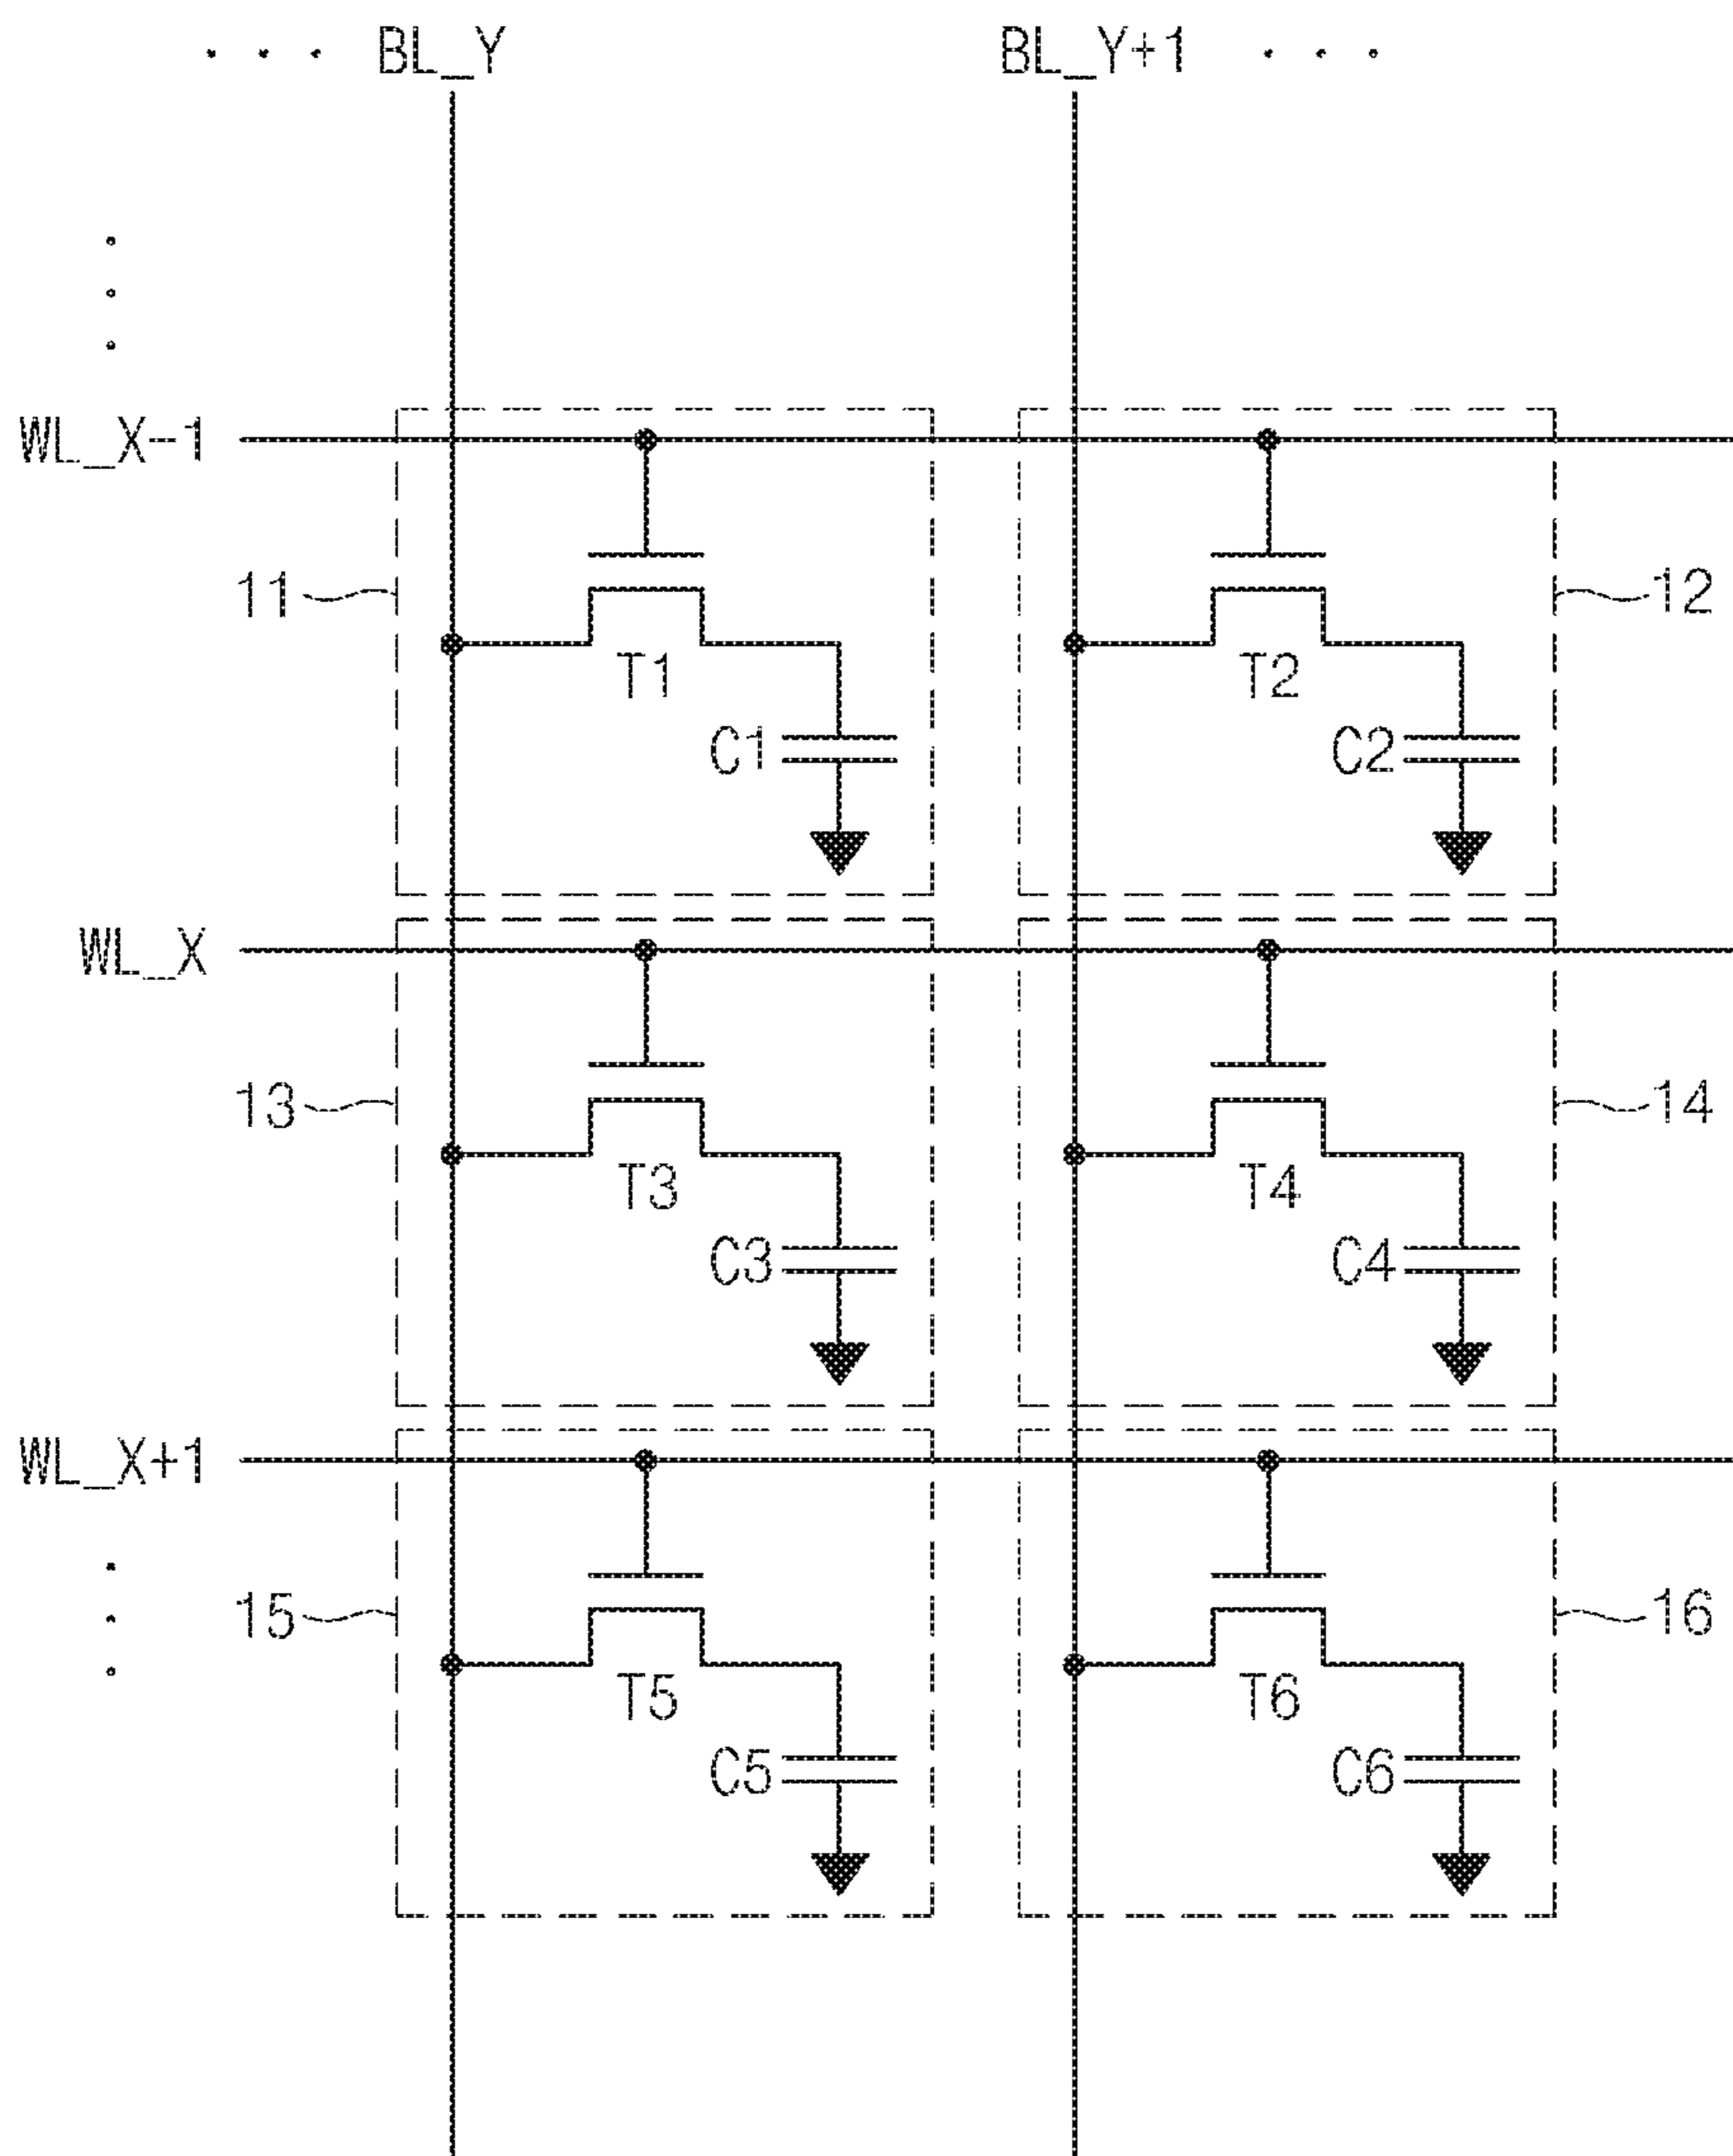 · · · BL_Y BL_Y+1 · · ·
WL_X-1
11 12
T1 T2
C1 C2
WL_X
13 14
T3 T4
C3 C4
WL_X+1
15 16
T5 T6
C5 C6